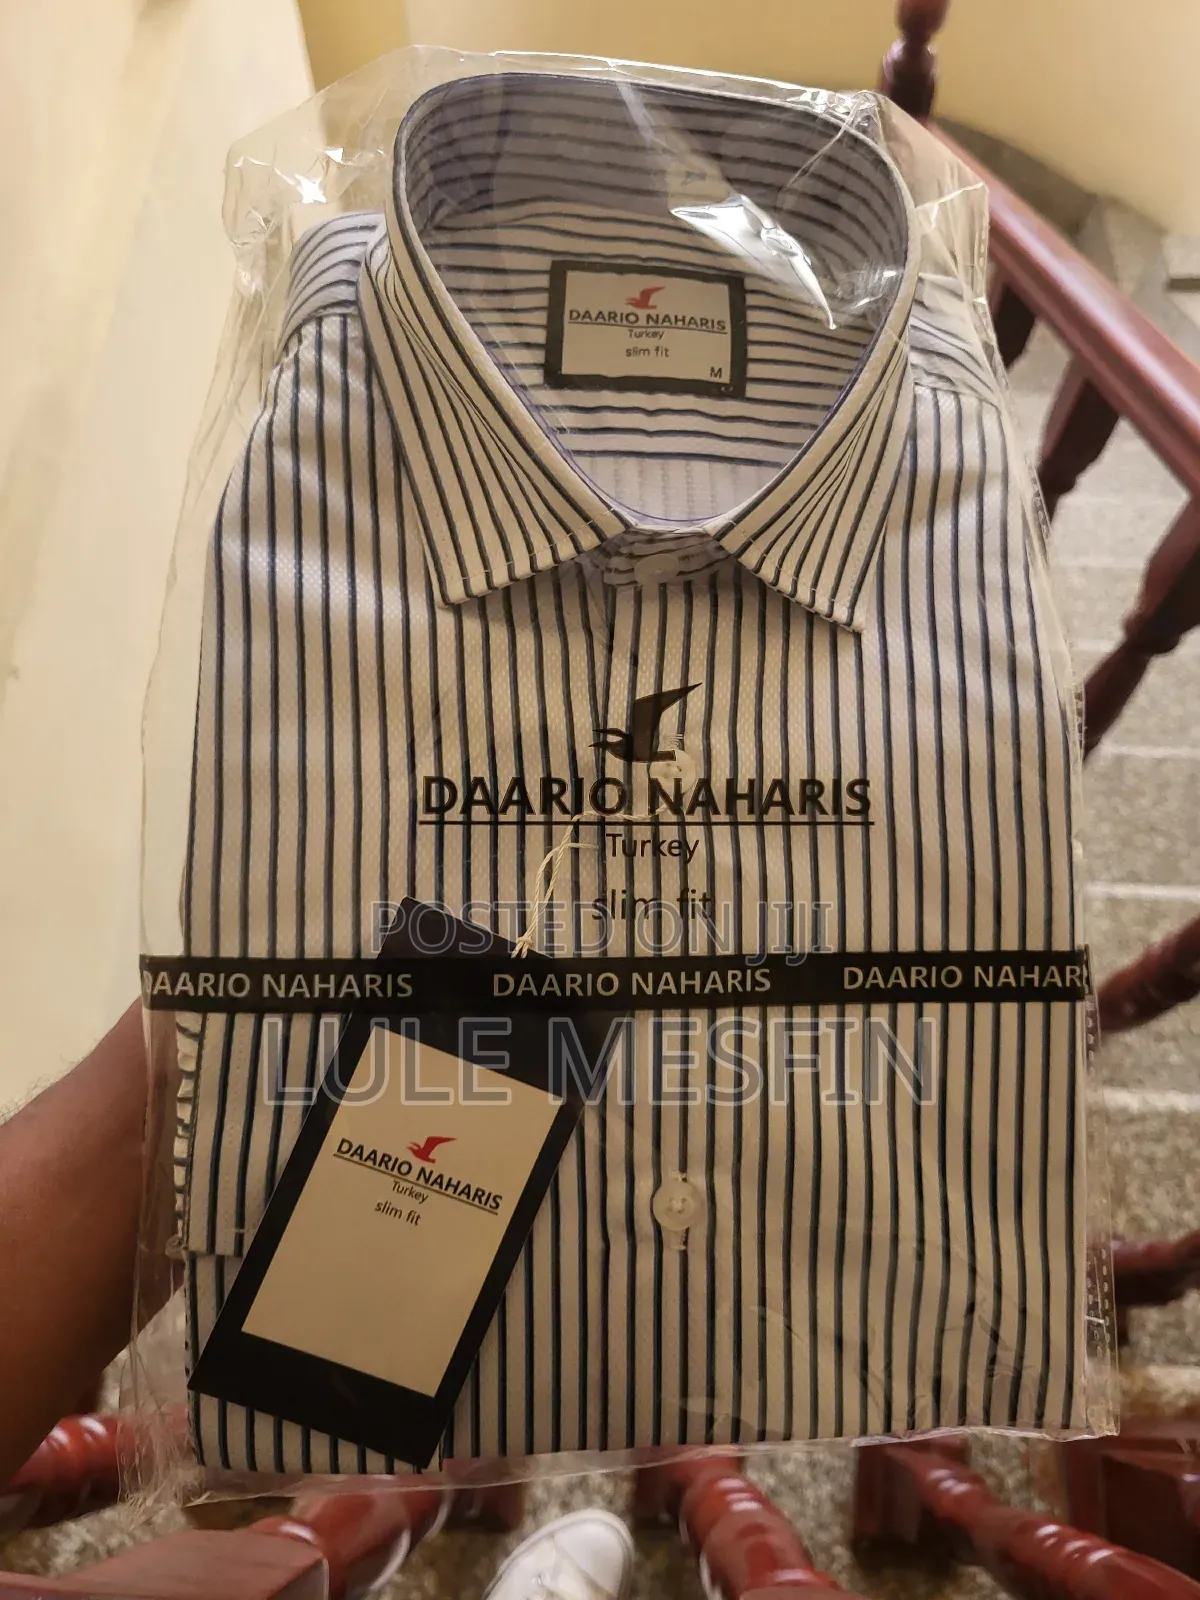 DAARIO NAHARIS
Turkey
slim fit
M
DAARIO NAHARIS
Turkey
slim fit
POSTED ON JIJI
DAARIO NAHARIS DAARIO NAHARIS DAARIO NAHAR
LULE MESFIN
DAARIO NAHARIS
Turkey
slim fit